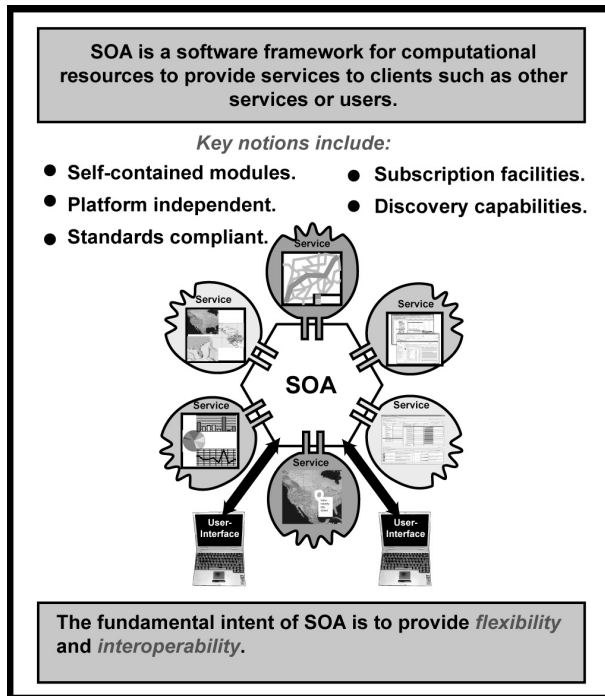 SOA is a software framework for computational
resources to provide services to clients such as other
services or users.
Key notions include:
● Self-contained modules.
● Platform independent.
● Standards compliant.
● Subscription facilities.
● Discovery capabilities.
Service
Service
Service
SOA
Service
Service
Service
User-
Interface
User-
Interface
The fundamental intent of SOA is to provide flexibility
and interoperability.